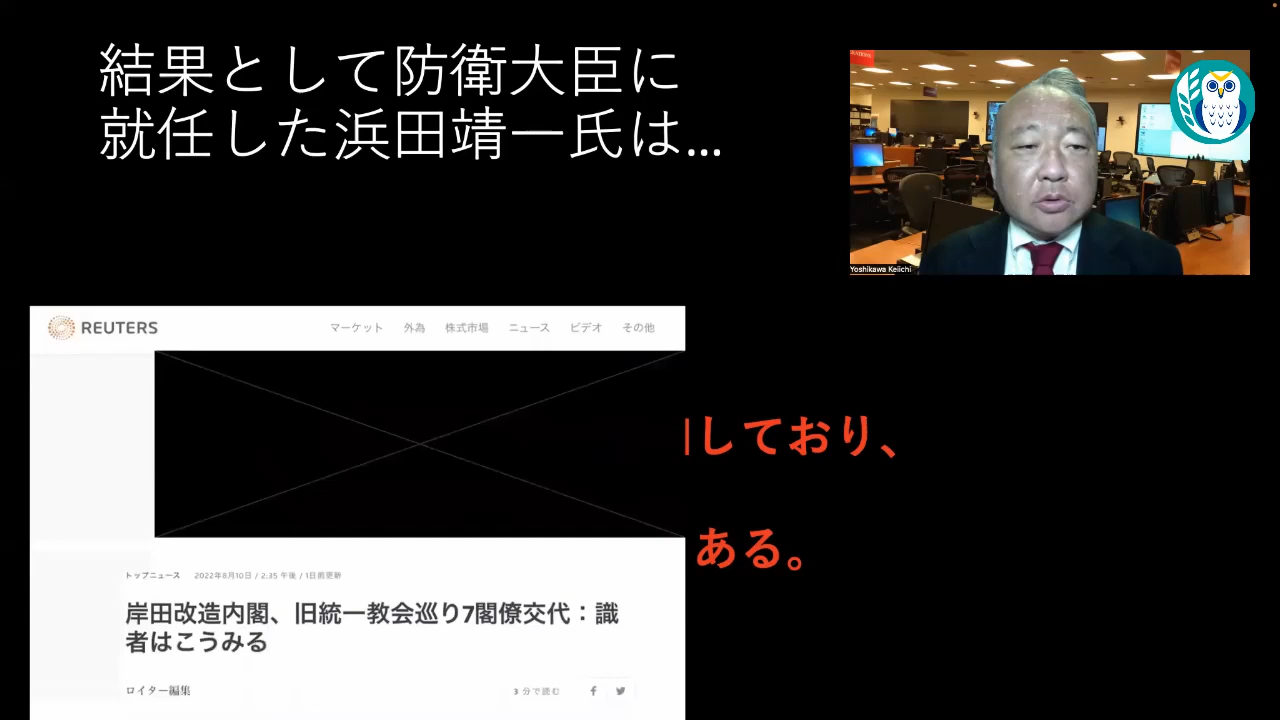 結果として防衛大臣に
就任した浜田靖一氏は...
Yoshikawa Keiichi
REUTERS
マーケット 外為 株式市場 ニュース ビデオ その他
しており、
ある。
トップニュース 2022年8月10日 / 2:35 午後 / 1日前更新
岸田改造内閣、旧統一教会巡り7閣僚交代：識
者はこうみる
ロイター編集
3 分で読む